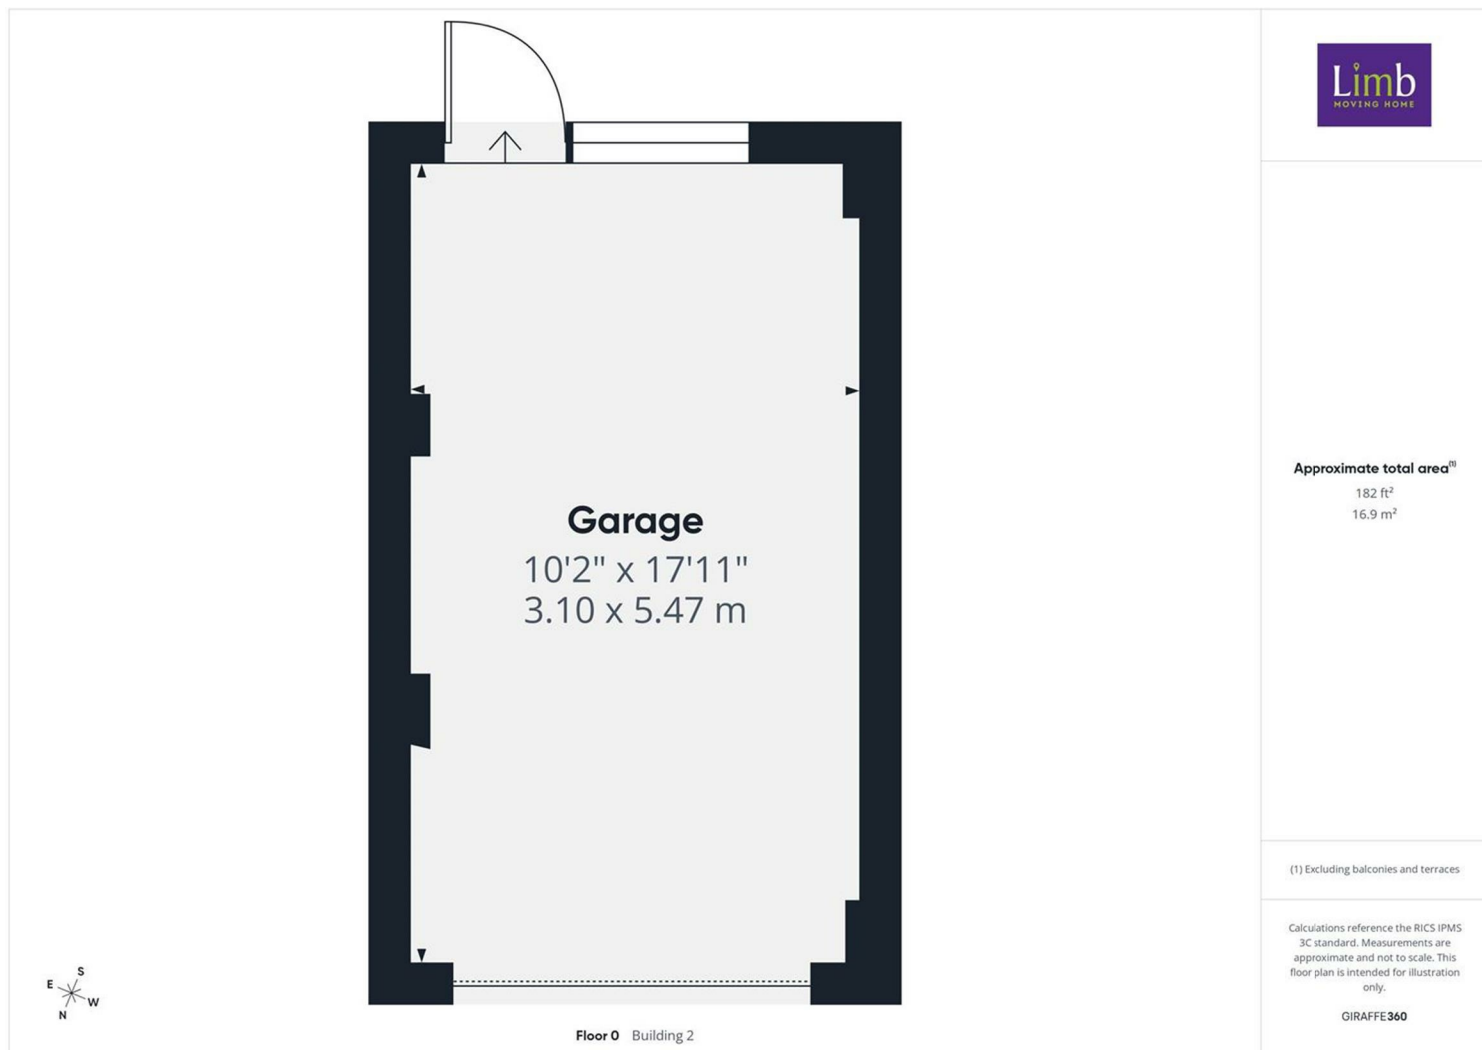 Limb
MOVING HOME
Garage
10'2" x 17'11"
3.10 x 5.47 m
Approximate total area(1)
182 ft²
16.9 m²
(1) Excluding balconies and terraces
Calculations reference the RICS IPMS
3C standard. Measurements are
approximate and not to scale. This
floor plan is intended for illustration
only.
GIRAFFE360
S
E
W
N
Floor 0 Building 2